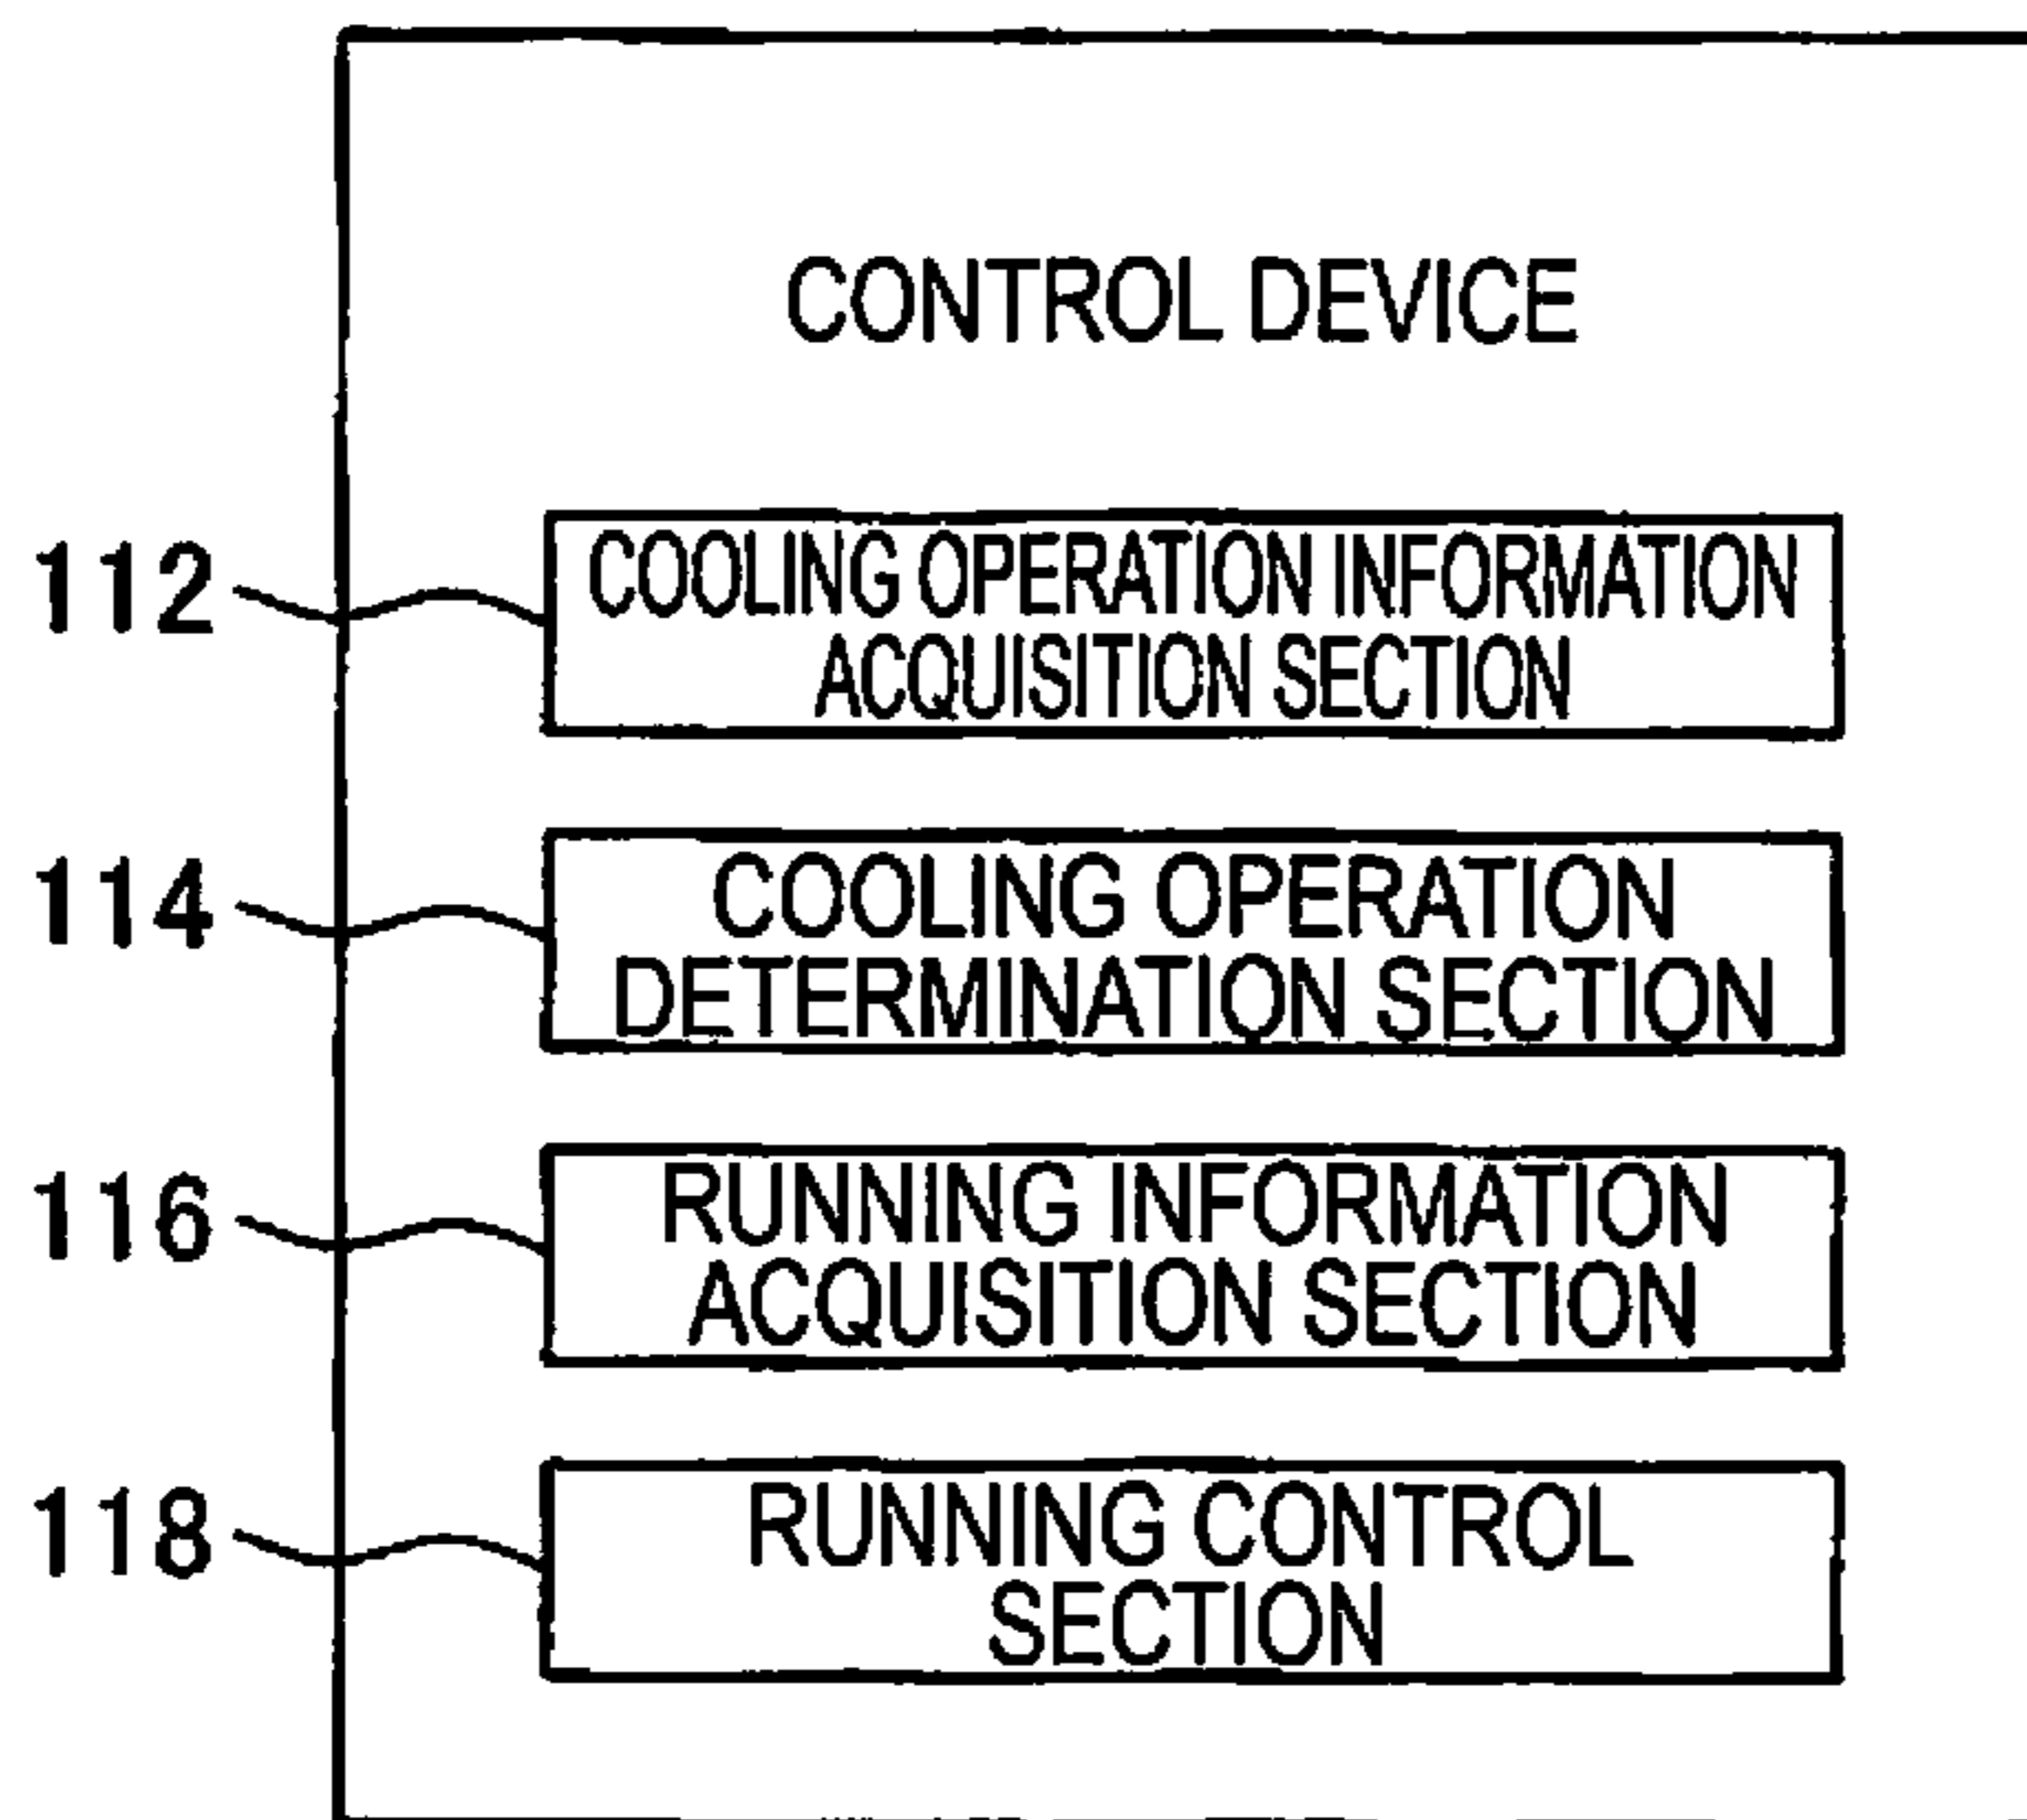 CONTROL DEVICE
112
COOLING OPERATION INFORMATION
ACQUISITION SECTION
114
COOLING OPERATION
DETERMINATION SECTION
116
RUNNING INFORMATION
ACQUISITION SECTION
118
RUNNING CONTROL
SECTION